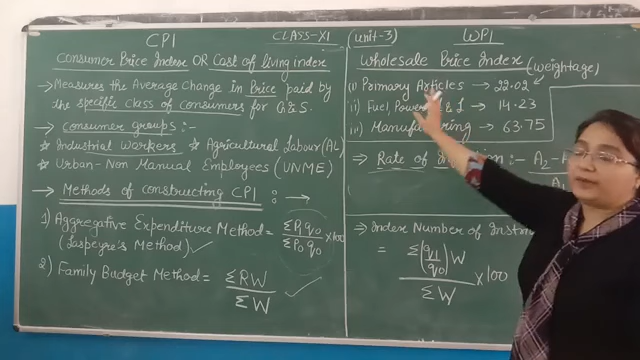 CPI
CLASS-XI
(unit-3)
WPI
Consumer Price Index OR Cost of living index
→ Measures the Average Change in Price paid by
the specific class of consumers for G & S.
→ Consumer groups :-
* Industrial Workers * Agricultural Labour (AL)
* Urban-Non Manual Employees (UNME)
→ Methods of constructing CPI : →
1) Aggregative Expenditure Method = ΣP₁q₀ / ΣP₀q₀ × 100
(Laspeyre's Method) ✓
2) Family Budget Method = ΣRW / ΣW ✓
Wholesale Price Index (weightage)
(i) Primary Articles → 22.02
ii) Fuel, Power & L → 14.23
iii) Manufacturing → 63.75
⇒ Rate of :- A₂-
A₁
⇒ Index Number of
= Σ(q₁/q₀)W / ΣW × 100